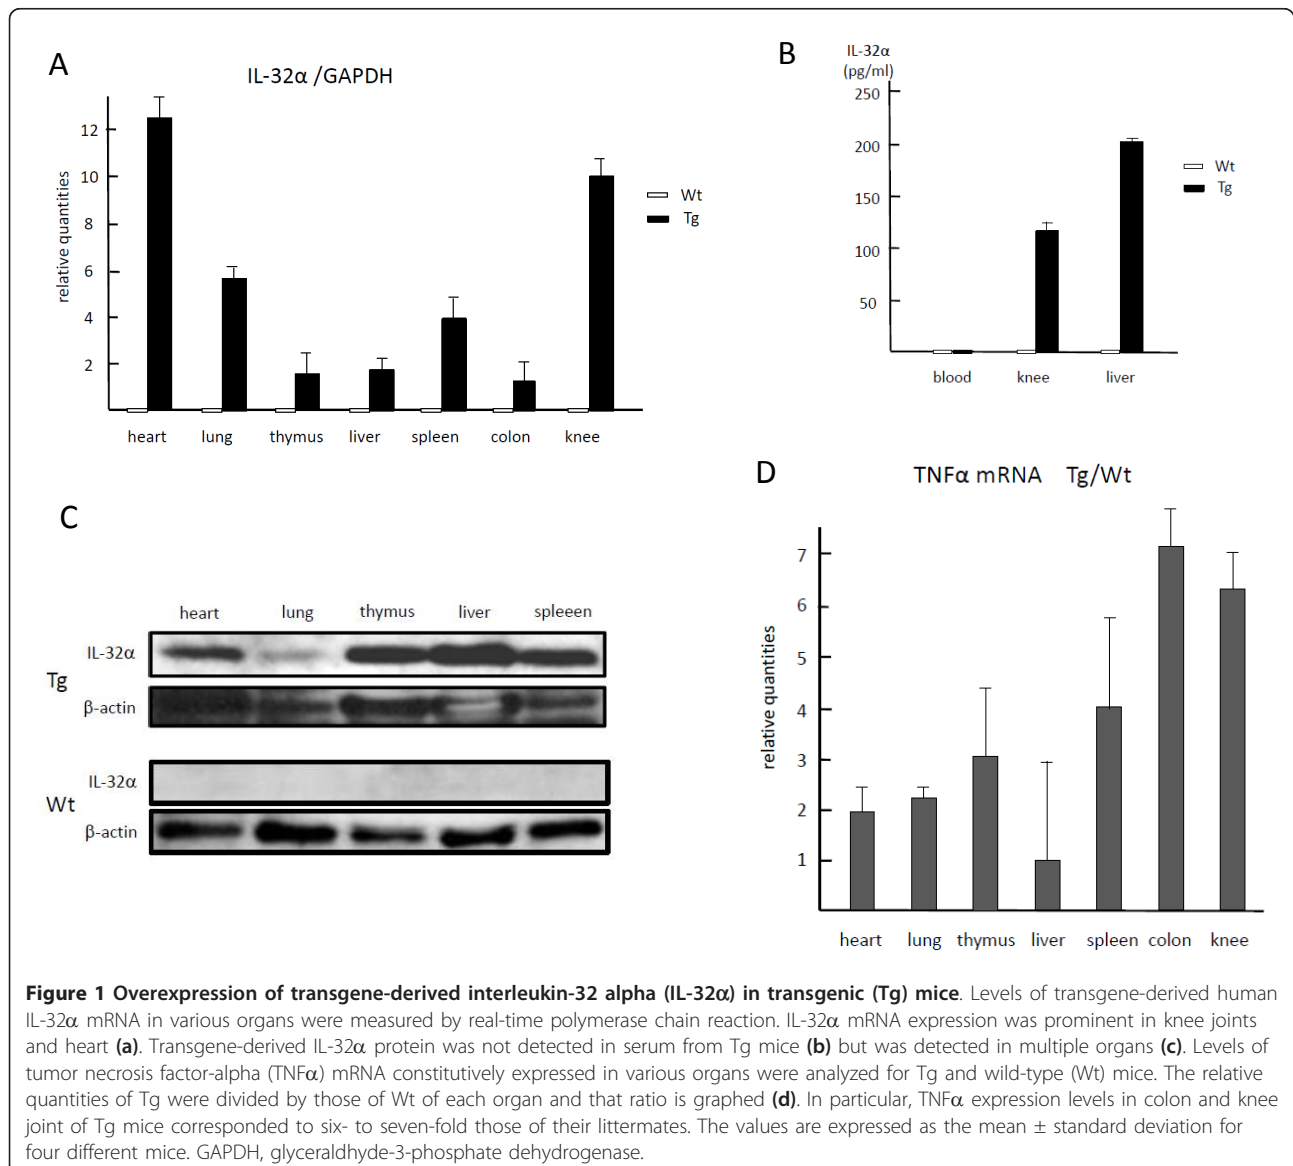 A
IL-32α /GAPDH
relative quantities
12
10
8
6
4
2
heart lung thymus liver spleen colon knee
Wt
Tg
B
IL-32α
(pg/ml)
250
200
150
100
50
blood knee liver
Wt
Tg
C
heart lung thymus liver spleeen
Tg
IL-32α
β-actin
Wt
IL-32α
β-actin
D
TNFα mRNA Tg/Wt
relative quantities
7
6
5
4
3
2
1
heart lung thymus liver spleen colon knee
Figure 1 Overexpression of transgene-derived interleukin-32 alpha (IL-32α) in transgenic (Tg) mice. Levels of transgene-derived human
IL-32α mRNA in various organs were measured by real-time polymerase chain reaction. IL-32α mRNA expression was prominent in knee joints
and heart (a). Transgene-derived IL-32α protein was not detected in serum from Tg mice (b) but was detected in multiple organs (c). Levels of
tumor necrosis factor-alpha (TNFα) mRNA constitutively expressed in various organs were analyzed for Tg and wild-type (Wt) mice. The relative
quantities of Tg were divided by those of Wt of each organ and that ratio is graphed (d). In particular, TNFα expression levels in colon and knee
joint of Tg mice corresponded to six- to seven-fold those of their littermates. The values are expressed as the mean ± standard deviation for
four different mice. GAPDH, glyceraldhyde-3-phosphate dehydrogenase.